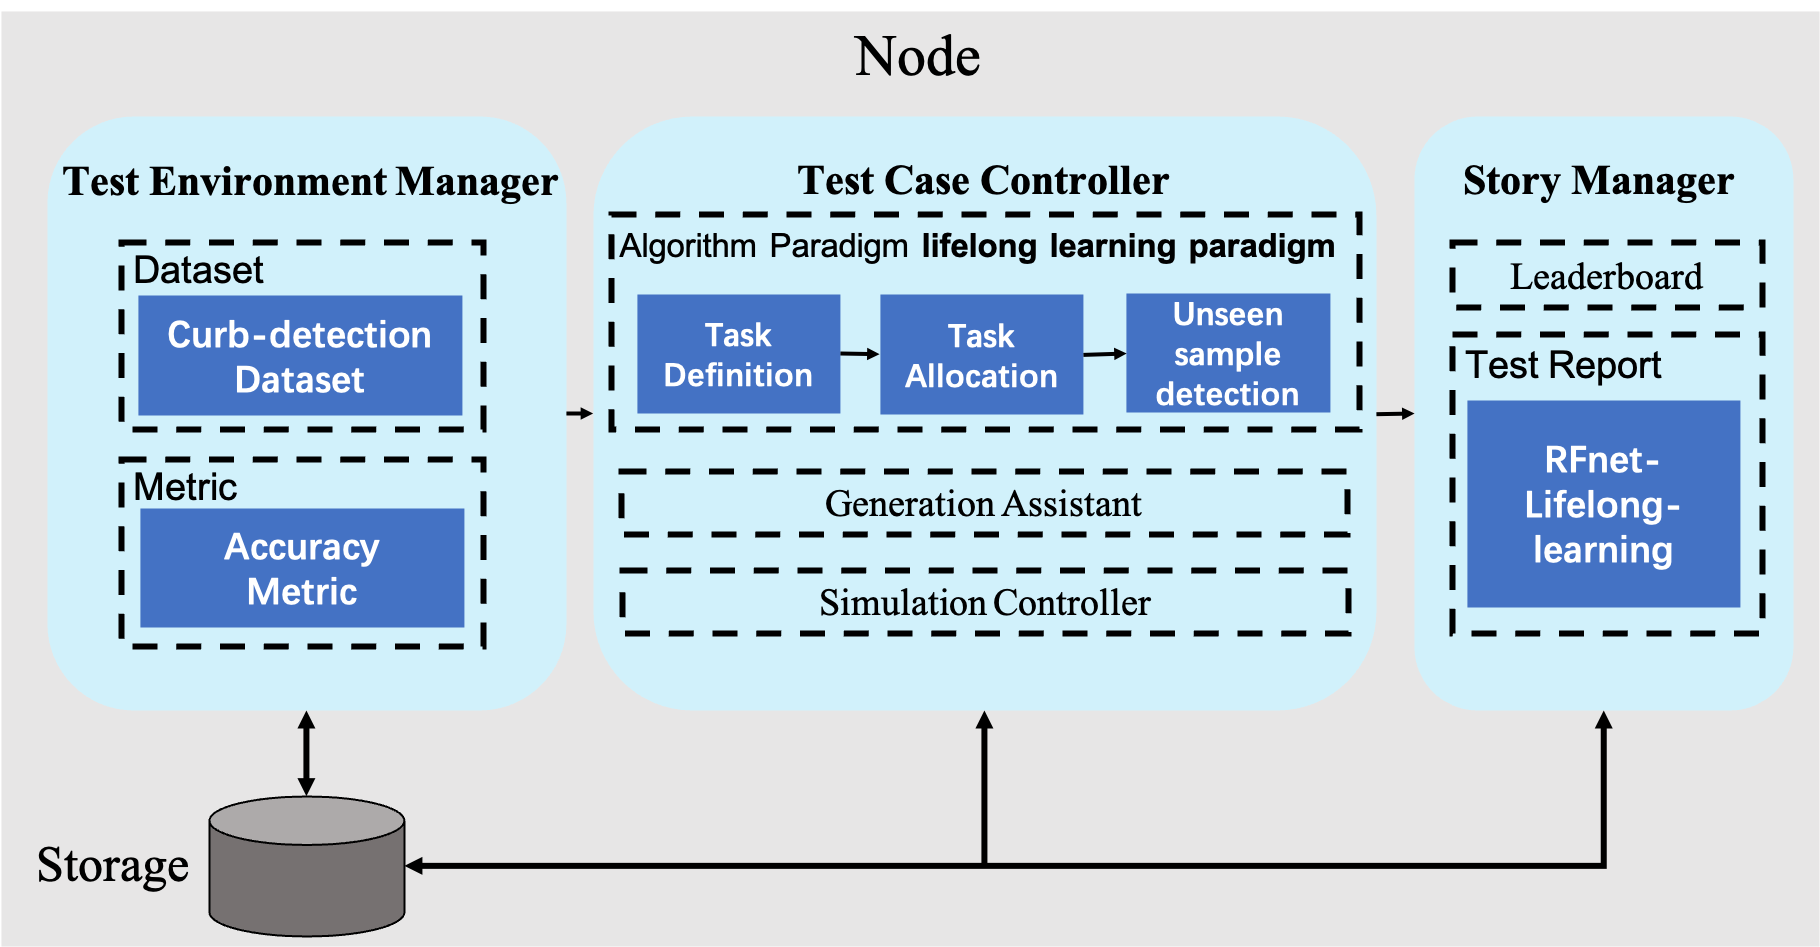 Node
Test Environment Manager
Dataset
Curb-detection
Dataset
Metric
Accuracy
Metric
Test Case Controller
Algorithm Paradigm lifelong learning paradigm
Task
Definition
Task
Allocation
Unseen
sample
detection
Generation Assistant
Simulation Controller
Story Manager
Leaderboard
Test Report
RFnet-
Lifelong-
learning
Storage